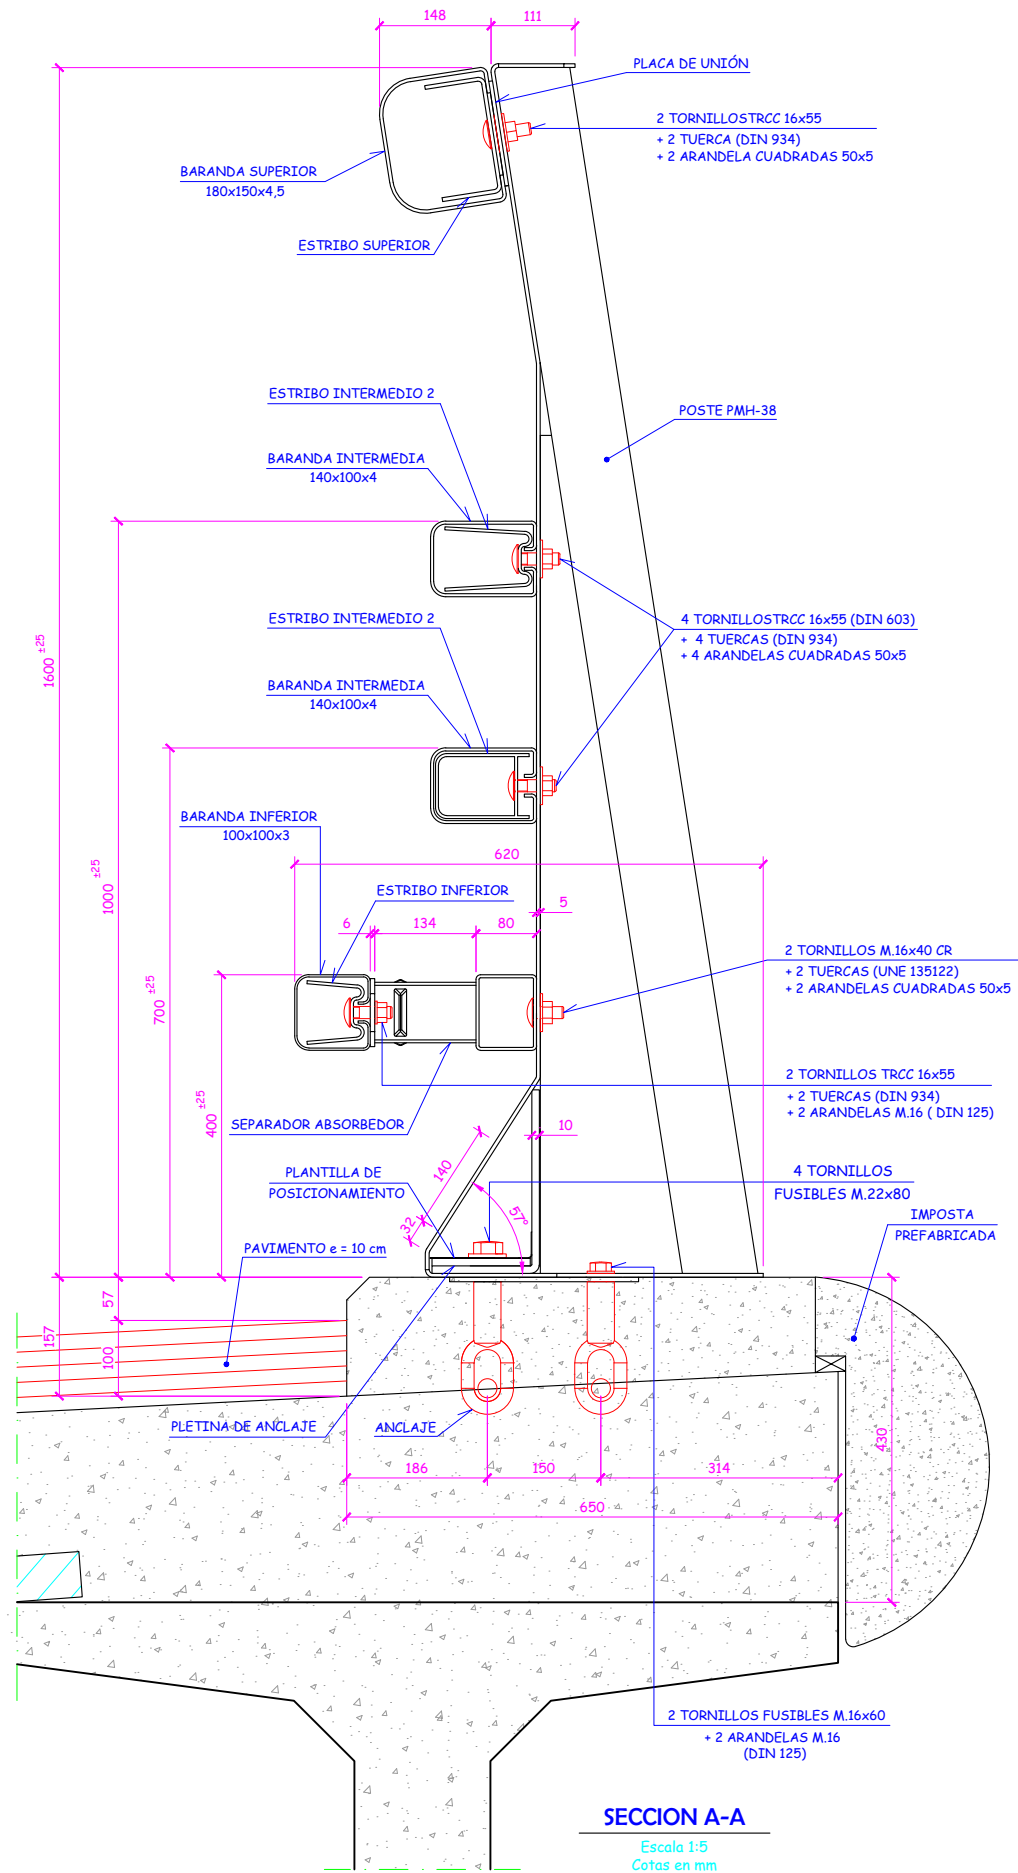 148
111
PLACA DE UNIÓN
2 TORNILLOSTRCC 16x55
+ 2 TUERCA (DIN 934)
+ 2 ARANDELA CUADRADAS 50x5
BARANDA SUPERIOR
180x150x4,5
ESTRIBO SUPERIOR
ESTRIBO INTERMEDIO 2
POSTE PMH-38
BARANDA INTERMEDIA
140x100x4
ESTRIBO INTERMEDIO 2
4 TORNILLOSTRCC 16x55 (DIN 603)
+ 4 TUERCAS (DIN 934)
+ 4 ARANDELAS CUADRADAS 50x5
1600 ±25
BARANDA INTERMEDIA
140x100x4
BARANDA INFERIOR
100x100x3
620
1000 ±25
ESTRIBO INFERIOR
5
6
134
80
2 TORNILLOS M.16x40 CR
+ 2 TUERCAS (UNE 135122)
+ 2 ARANDELAS CUADRADAS 50x5
700 ±25
2 TORNILLOS TRCC 16x55
+ 2 TUERCAS (DIN 934)
+ 2 ARANDELAS M.16 ( DIN 125)
400 ±25
SEPARADOR ABSORBEDOR
10
140
PLANTILLA DE
POSICIONAMIENTO
4 TORNILLOS
FUSIBLES M.22x80
32
57°
IMPOSTA
PREFABRICADA
PAVIMENTO e = 10 cm
57
157
100
PLETINA DE ANCLAJE
ANCLAJE
430
186
150
314
650
2 TORNILLOS FUSIBLES M.16x60
+ 2 ARANDELAS M.16
(DIN 125)
SECCION A-A
Escala 1:5
Cotas en mm